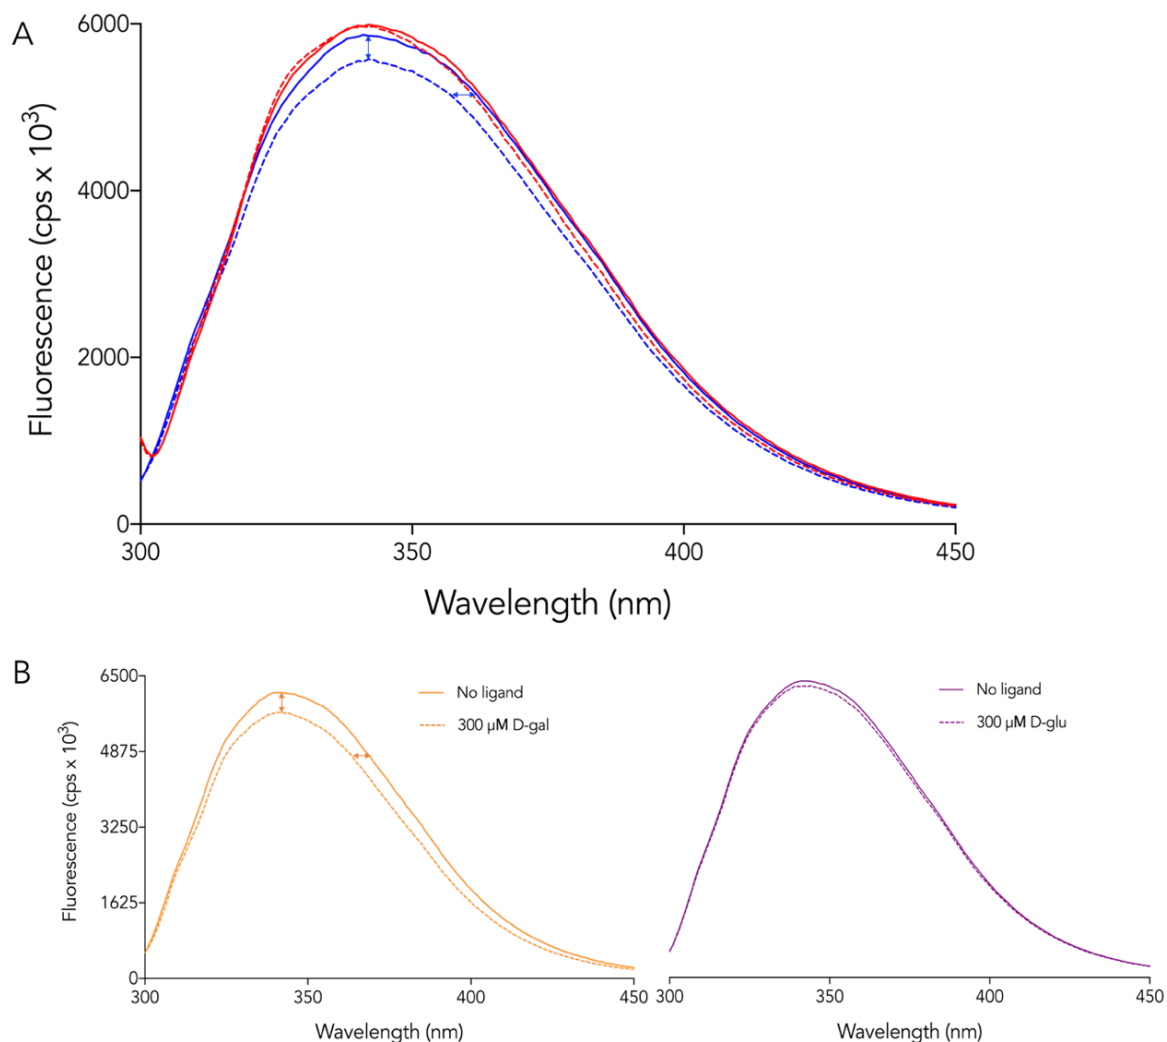 A
Fluorescence (cps x 10³)
6000
4000
2000
0
300 350 400 450
Wavelength (nm)
B
Fluorescence (cps x 10³)
6500
4875
3250
1625
0
No ligand
300 µM D-gal
300 350 400 450
Wavelength (nm)
No ligand
300 µM D-glu
300 350 400 450
Wavelength (nm)